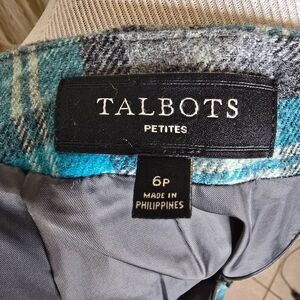 TALBOTS
PETITES
6P
MADE IN
PHILIPPINES